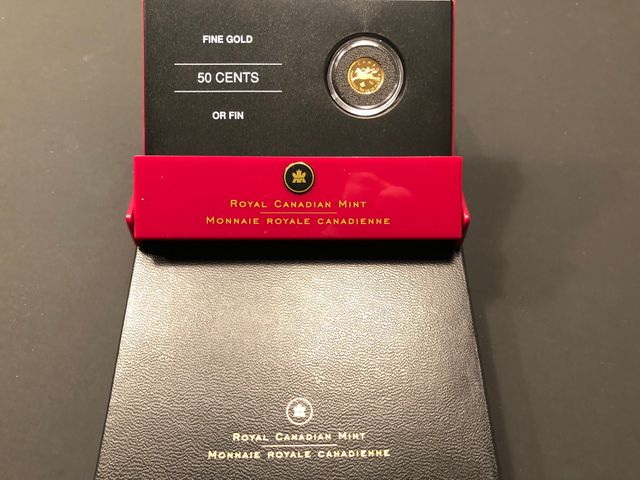 FINE GOLD
50 CENTS
OR FIN
ROYAL CANADIAN MINT
MONNAIE ROYALE CANADIENNE
ROYAL CANADIAN MINT
MONNAIE ROYALE CANADIENNE